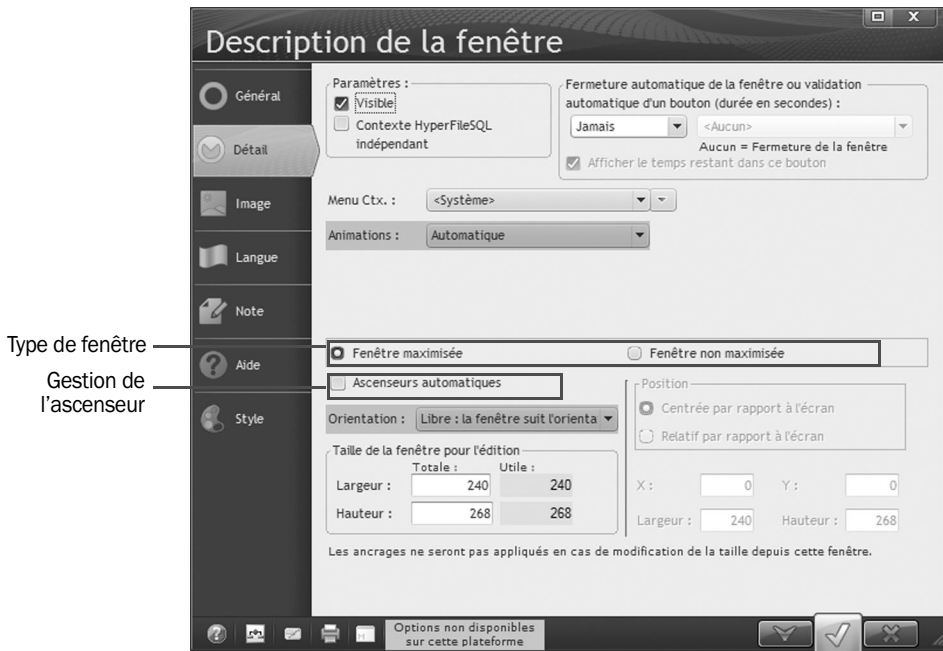 Description de la fenêtre
Général
Détail
Image
Langue
Note
Aide
Style
Paramètres :
Visible
Contexte HyperFileSQL
indépendant
Fermeture automatique de la fenêtre ou validation
automatique d'un bouton (durée en secondes) :
Jamais
<Aucun>
Aucun = Fermeture de la fenêtre
Afficher le temps restant dans ce bouton
Menu Ctx. :
<Système>
Animations :
Automatique
Type de fenêtre
Fenêtre maximisée
Fenêtre non maximisée
Gestion de
l'ascenseur
Ascenseurs automatiques
Orientation :
Libre : la fenêtre suit l'orienta
Position
Centrée par rapport à l'écran
Relatif par rapport à l'écran
Taille de la fenêtre pour l'édition
Totale :
Utile :
Largeur :
240
240
Hauteur :
268
268
X :
0
Y :
0
Largeur :
240
Hauteur :
268
Les ancrages ne seront pas appliqués en cas de modification de la taille depuis cette fenêtre.
Options non disponibles
sur cette plateforme